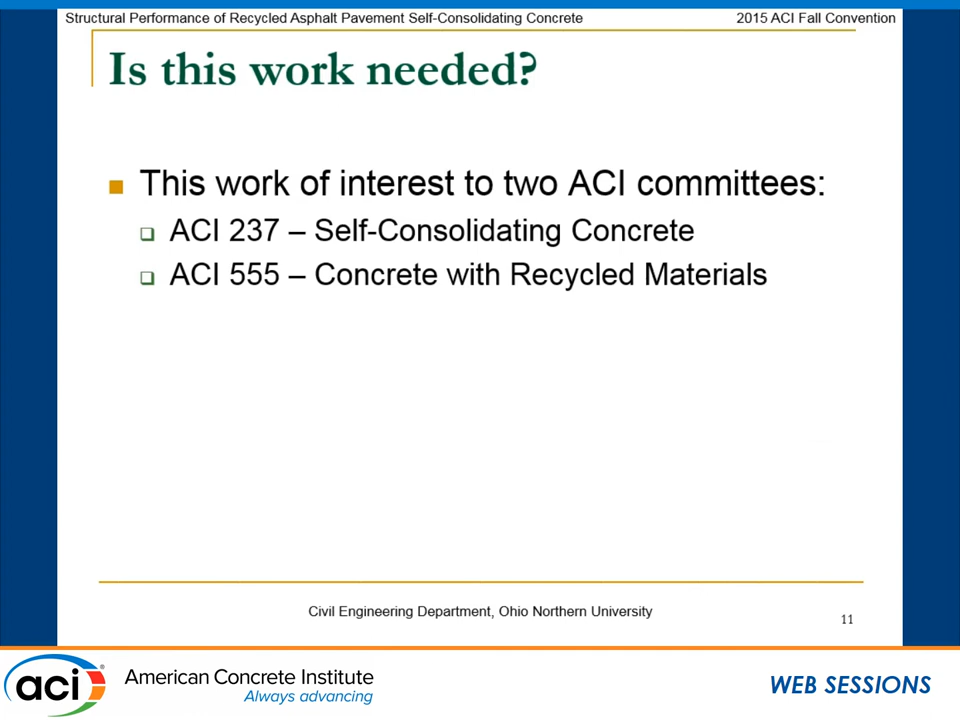 Structural Performance of Recycled Asphalt Pavement Self-Consolidating Concrete 2015 ACI Fall Convention
Is this work needed?
This work of interest to two ACI committees:
ACI 237 – Self-Consolidating Concrete
ACI 555 – Concrete with Recycled Materials
Civil Engineering Department, Ohio Northern University
11
aci ®
American Concrete Institute
Always advancing
WEB SESSIONS